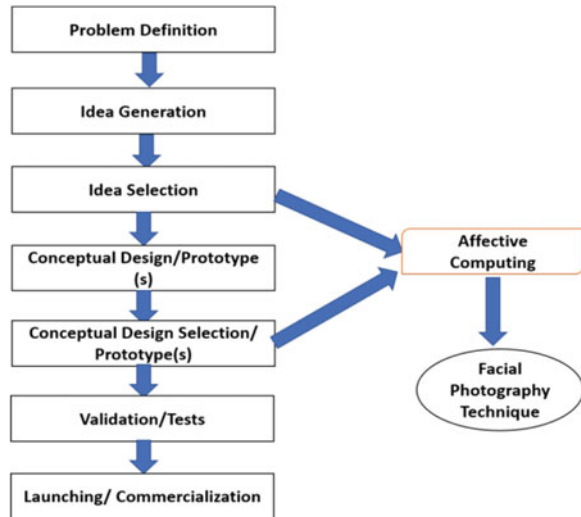 Problem Definition
Idea Generation
Idea Selection
Conceptual Design/Prototype
(s)
Conceptual Design Selection/
Prototype(s)
Validation/Tests
Launching/ Commercialization
Affective
Computing
Facial
Photography
Technique